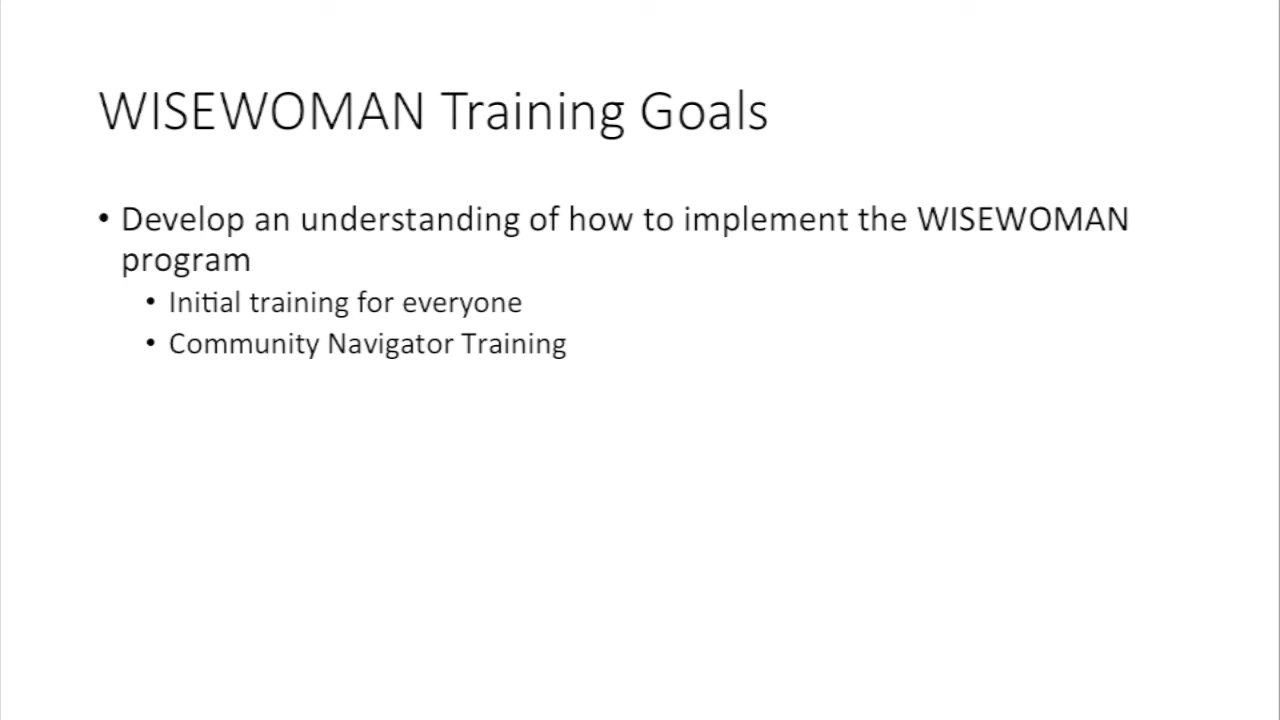 WISEWOMAN Training Goals
• Develop an understanding of how to implement the WISEWOMAN
program
• Initial training for everyone
• Community Navigator Training